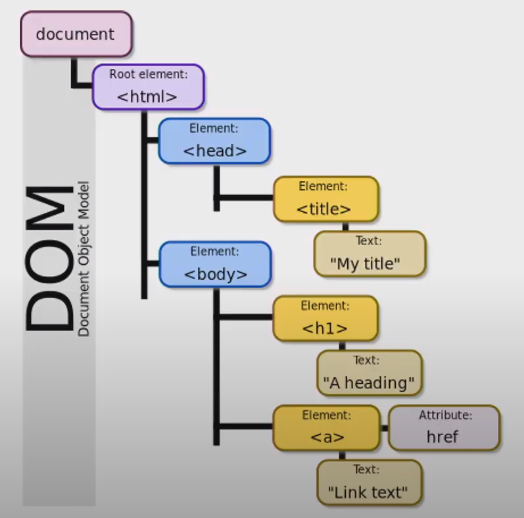 document
Root element:
<html>
Element:
<head>
Element:
<title>
Text:
"My title"
Element:
<body>
Element:
<h1>
Text:
"A heading"
Element:
<a>
Attribute:
href
Text:
"Link text"
DOM
Document Object Model